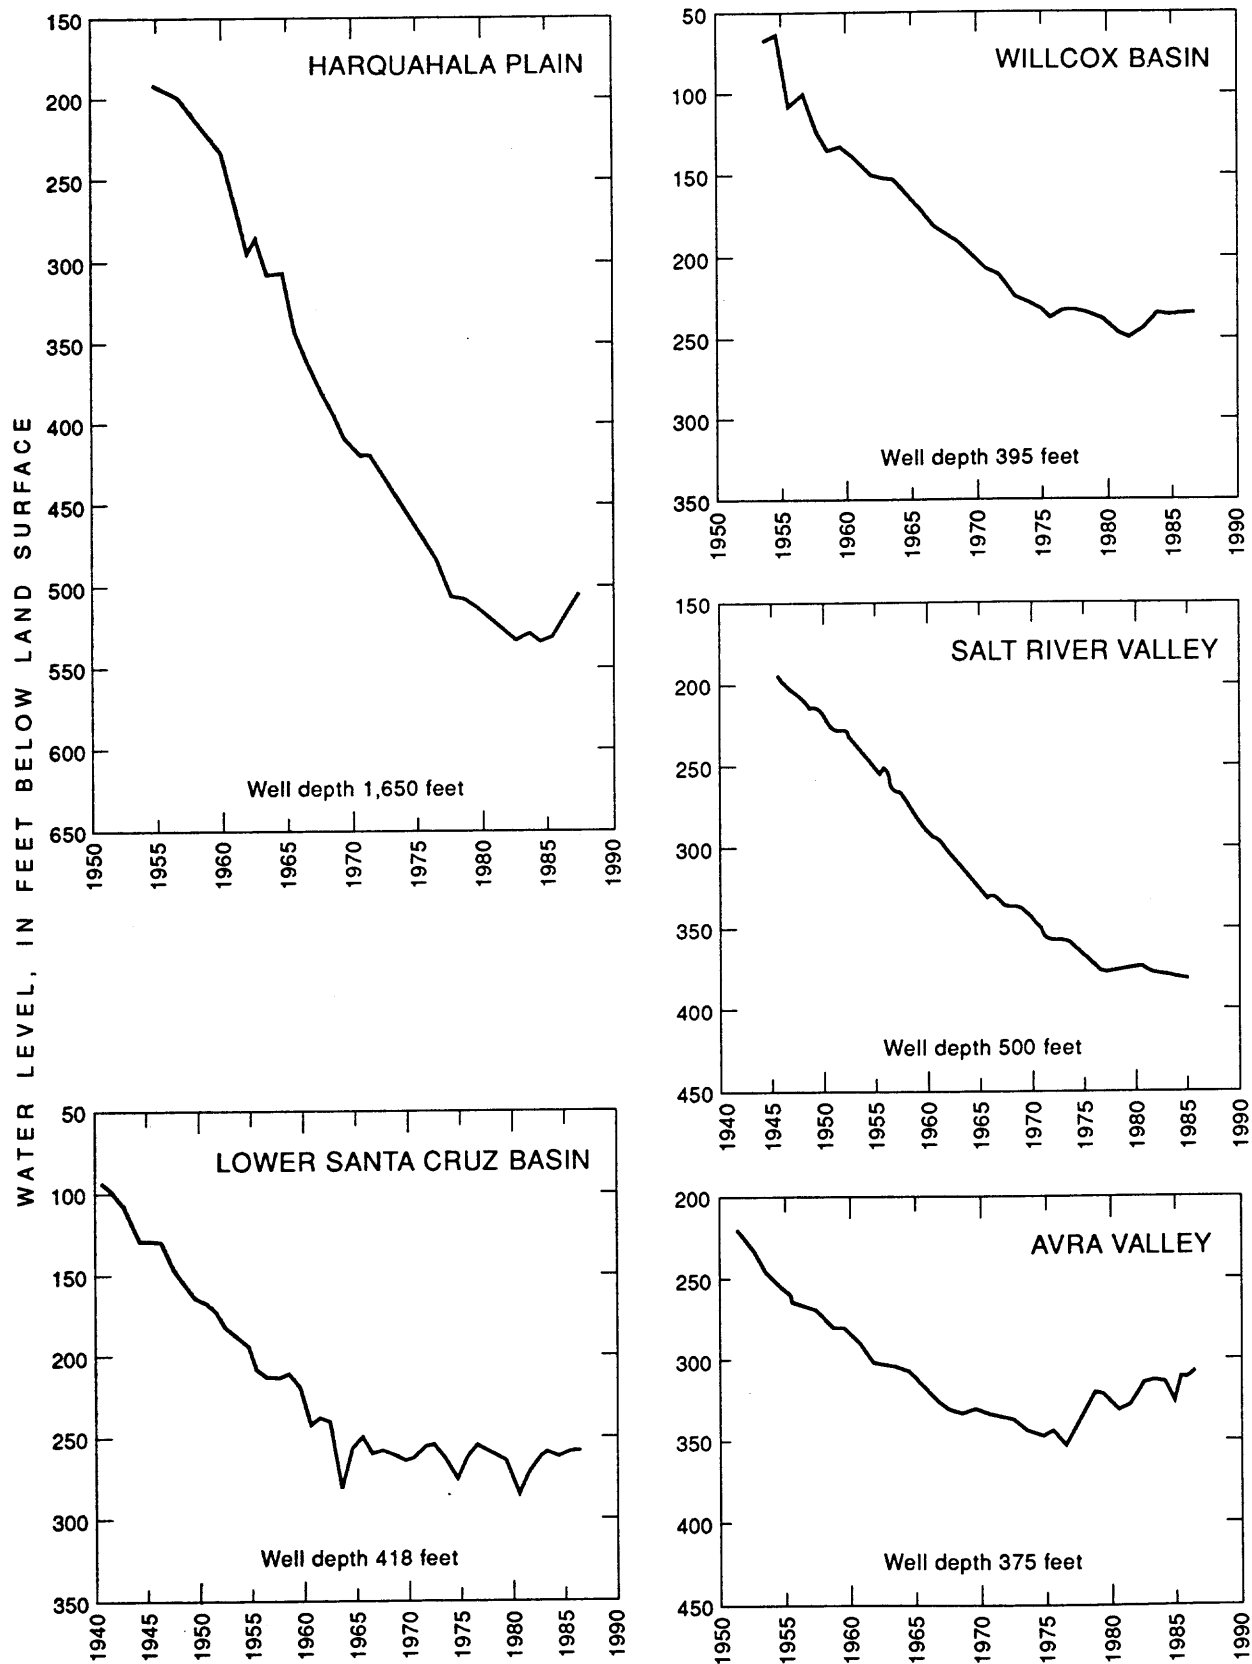 WATER LEVEL, IN FEET BELOW LAND SURFACE
HARQUAHALA PLAIN
150
200
250
300
350
400
450
500
550
600
650
Well depth 1,650 feet
1950 1955 1960 1965 1970 1975 1980 1985 1990
WILLCOX BASIN
50
100
150
200
250
300
350
Well depth 395 feet
1950 1955 1960 1965 1970 1975 1980 1985 1990
SALT RIVER VALLEY
150
200
250
300
350
400
450
Well depth 500 feet
1940 1945 1950 1955 1960 1965 1970 1975 1980 1985 1990
LOWER SANTA CRUZ BASIN
50
100
150
200
250
300
350
Well depth 418 feet
1940 1945 1950 1955 1960 1965 1970 1975 1980 1985 1990
AVRA VALLEY
200
250
300
350
400
450
Well depth 375 feet
1950 1955 1960 1965 1970 1975 1980 1985 1990